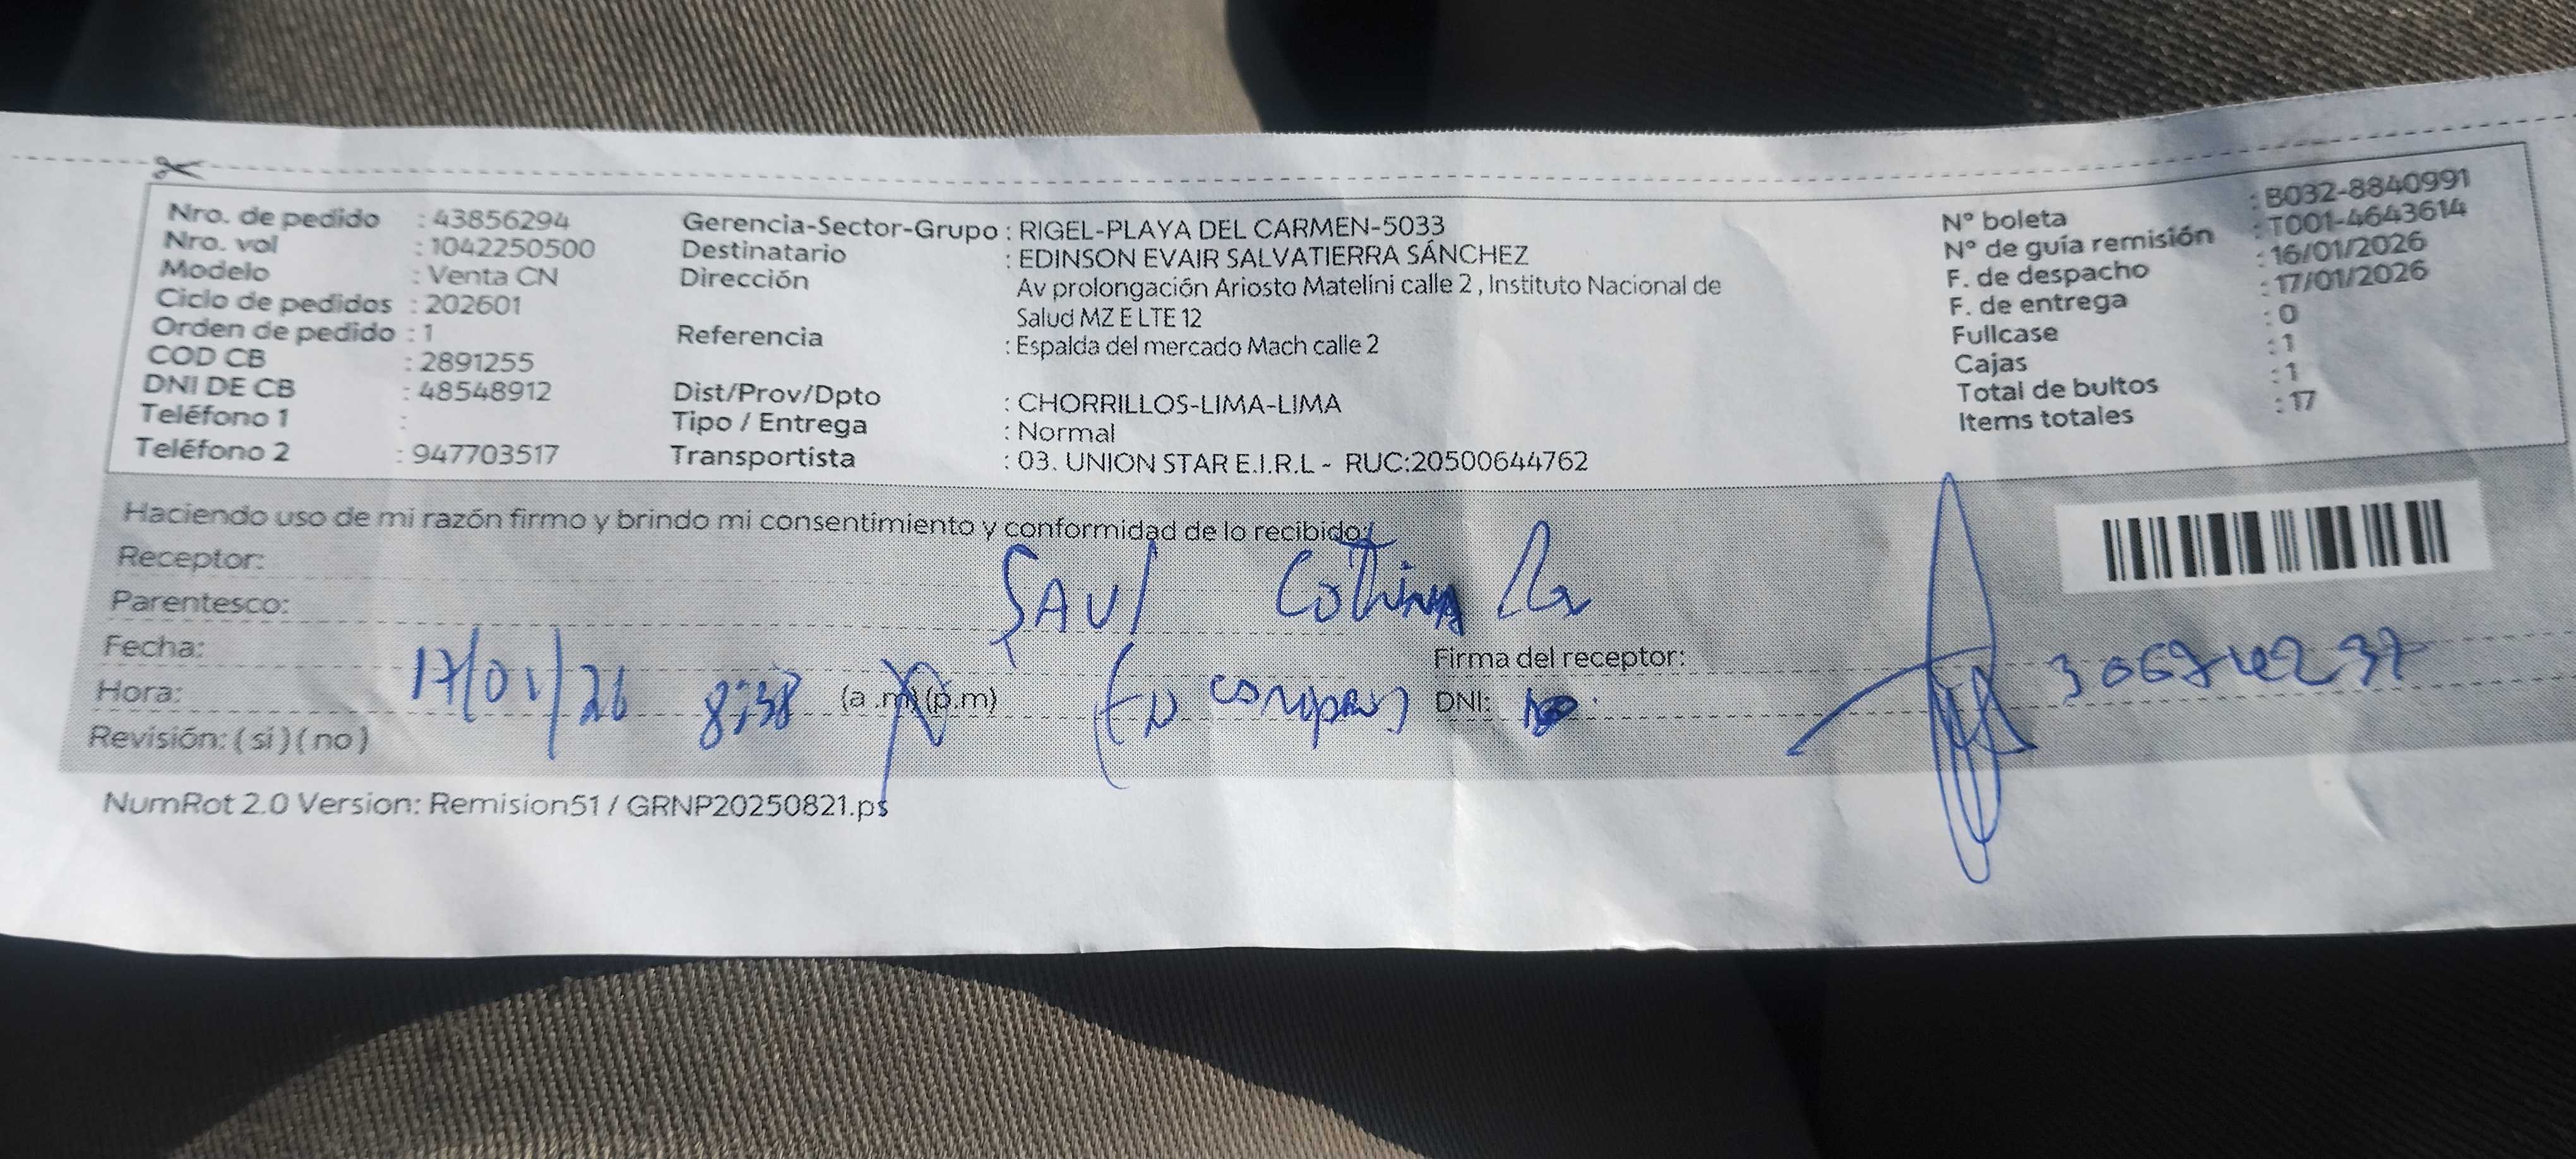 Nro. de pedido : 43856294
Nro. vol : 1042250500
Modelo : Venta CN
Ciclo de pedidos : 202601
Orden de pedido : 1
COD CB : 2891255
DNI DE CB : 48548912
Teléfono 1 :
Teléfono 2 : 947703517
Gerencia-Sector-Grupo : RIGEL-PLAYA DEL CARMEN-5033
Destinatario : EDINSON EVAIR SALVATIERRA SÁNCHEZ
Dirección Av prolongación Ariosto Matelini calle 2 , Instituto Nacional de
Salud MZ E LTE 12
Referencia : Espalda del mercado Mach calle 2
Dist/Prov/Dpto : CHORRILLOS-LIMA-LIMA
Tipo / Entrega : Normal
Transportista : 03. UNION STAR E.I.R.L - RUC:20500644762
N° boleta : B032-8840991
N° de guía remisión : T001-4643614
F. de despacho : 16/01/2026
F. de entrega : 17/01/2026
Fullcase : 0
Cajas : 1
Total de bultos : 1
Items totales : 17
Haciendo uso de mi razón firmo y brindo mi consentimiento y conformidad de lo recibido:
Receptor: SAUl
Parentesco:
Fecha: 17/01/26
Hora: 8:38 (a .m) (p.m)
Revisión: ( si ) ( no )
Firma del receptor:
DNI:
NumRot 2.0 Version: Remision51 / GRNP20250821.ps